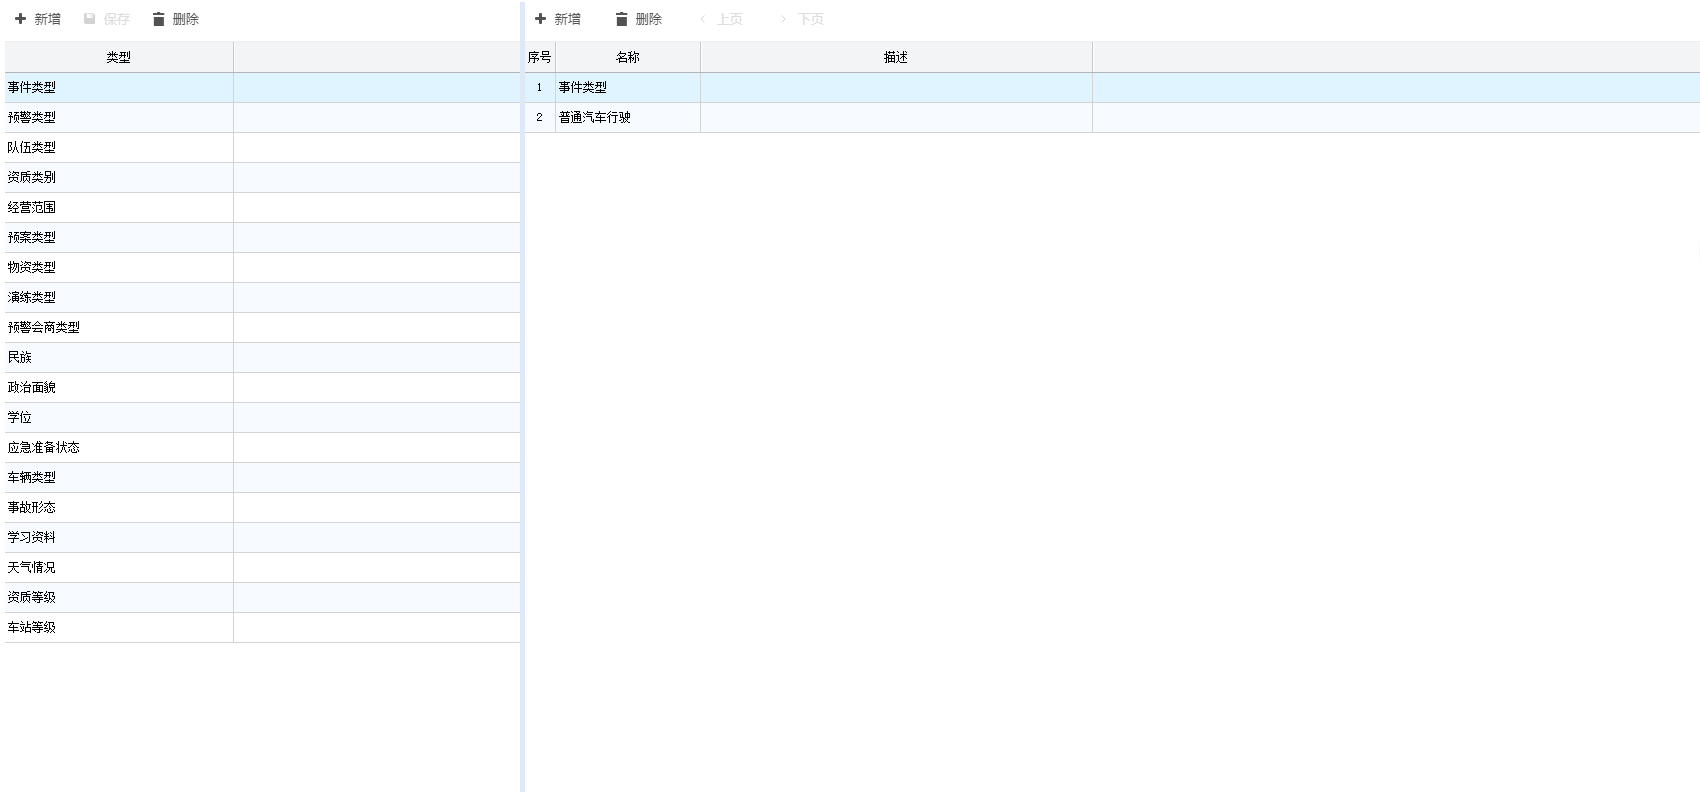 新增 保存 删除
类型
事件类型
预警类型
队伍类型
资质类别
经营范围
预案类型
物资类型
演练类型
预警会商类型
民族
政治面貌
学位
应急准备状态
车辆类型
事故形态
学习资料
天气情况
资质等级
车站等级
新增 删除 上页 下页
序号 名称 描述
1 事件类型
2 普通汽车行驶